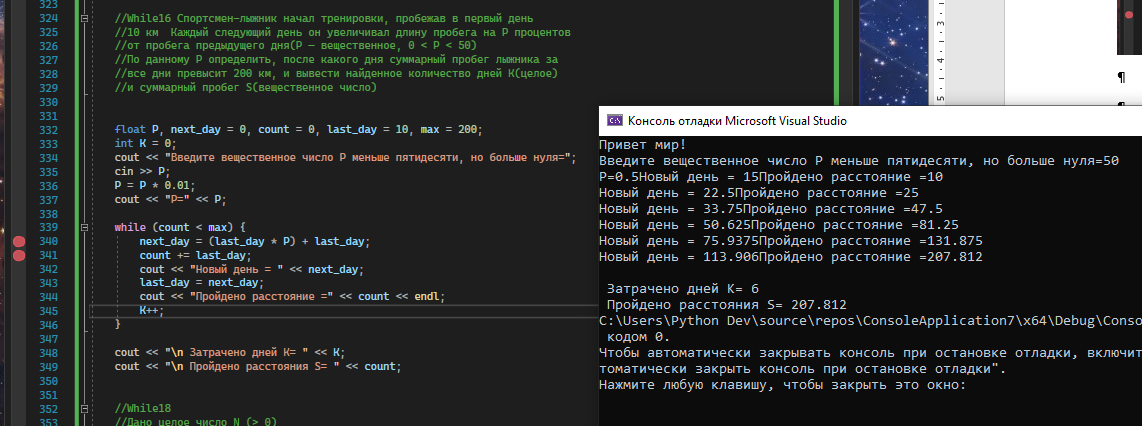 323
324 //While16 Спортсмен-лыжник начал тренировки, пробежав в первый день
325 //10 км  Каждый следующий день он увеличивал длину пробега на P процентов
326 //от пробега предыдущего дня(P — вещественное, 0 < P < 50)
327 //По данному P определить, после какого дня суммарный пробег лыжника за
328 //все дни превысит 200 км, и вывести найденное количество дней K(целое)
329 //и суммарный пробег S(вещественное число)
330
331
332 float P, next_day = 0, count = 0, last_day = 10, max = 200;
333 int K = 0;
334 cout << "Введите вещественное число P меньше пятидесяти, но больше нуля=";
335 cin >> P;
336 P = P * 0.01;
337 cout << "P=" << P;
338
339 while (count < max) {
340 next_day = (last_day * P) + last_day;
341 count += last_day;
342 cout << "Новый день = " << next_day;
343 last_day = next_day;
344 cout << "Пройдено расстояние =" << count << endl;
345 K++;
346 }
347
348 cout << "\n Затрачено дней K= " << K;
349 cout << "\n Пройдено расстояния S= " << count;
350
351
352 //While18
353 //Дано целое число N (> 0)
Консоль отладки Microsoft Visual Studio
Привет мир!
Введите вещественное число P меньше пятидесяти, но больше нуля=50
P=0.5Новый день = 15Пройдено расстояние =10
Новый день = 22.5Пройдено расстояние =25
Новый день = 33.75Пройдено расстояние =47.5
Новый день = 50.625Пройдено расстояние =81.25
Новый день = 75.9375Пройдено расстояние =131.875
Новый день = 113.906Пройдено расстояние =207.812
Затрачено дней K= 6
Пройдено расстояния S= 207.812
C:\Users\Python Dev\source\repos\ConsoleApplication7\x64\Debug\Conso
кодом 0.
Чтобы автоматически закрывать консоль при остановке отладки, включит
томатически закрыть консоль при остановке отладки".
Нажмите любую клавишу, чтобы закрыть это окно:
3
4
5
¶